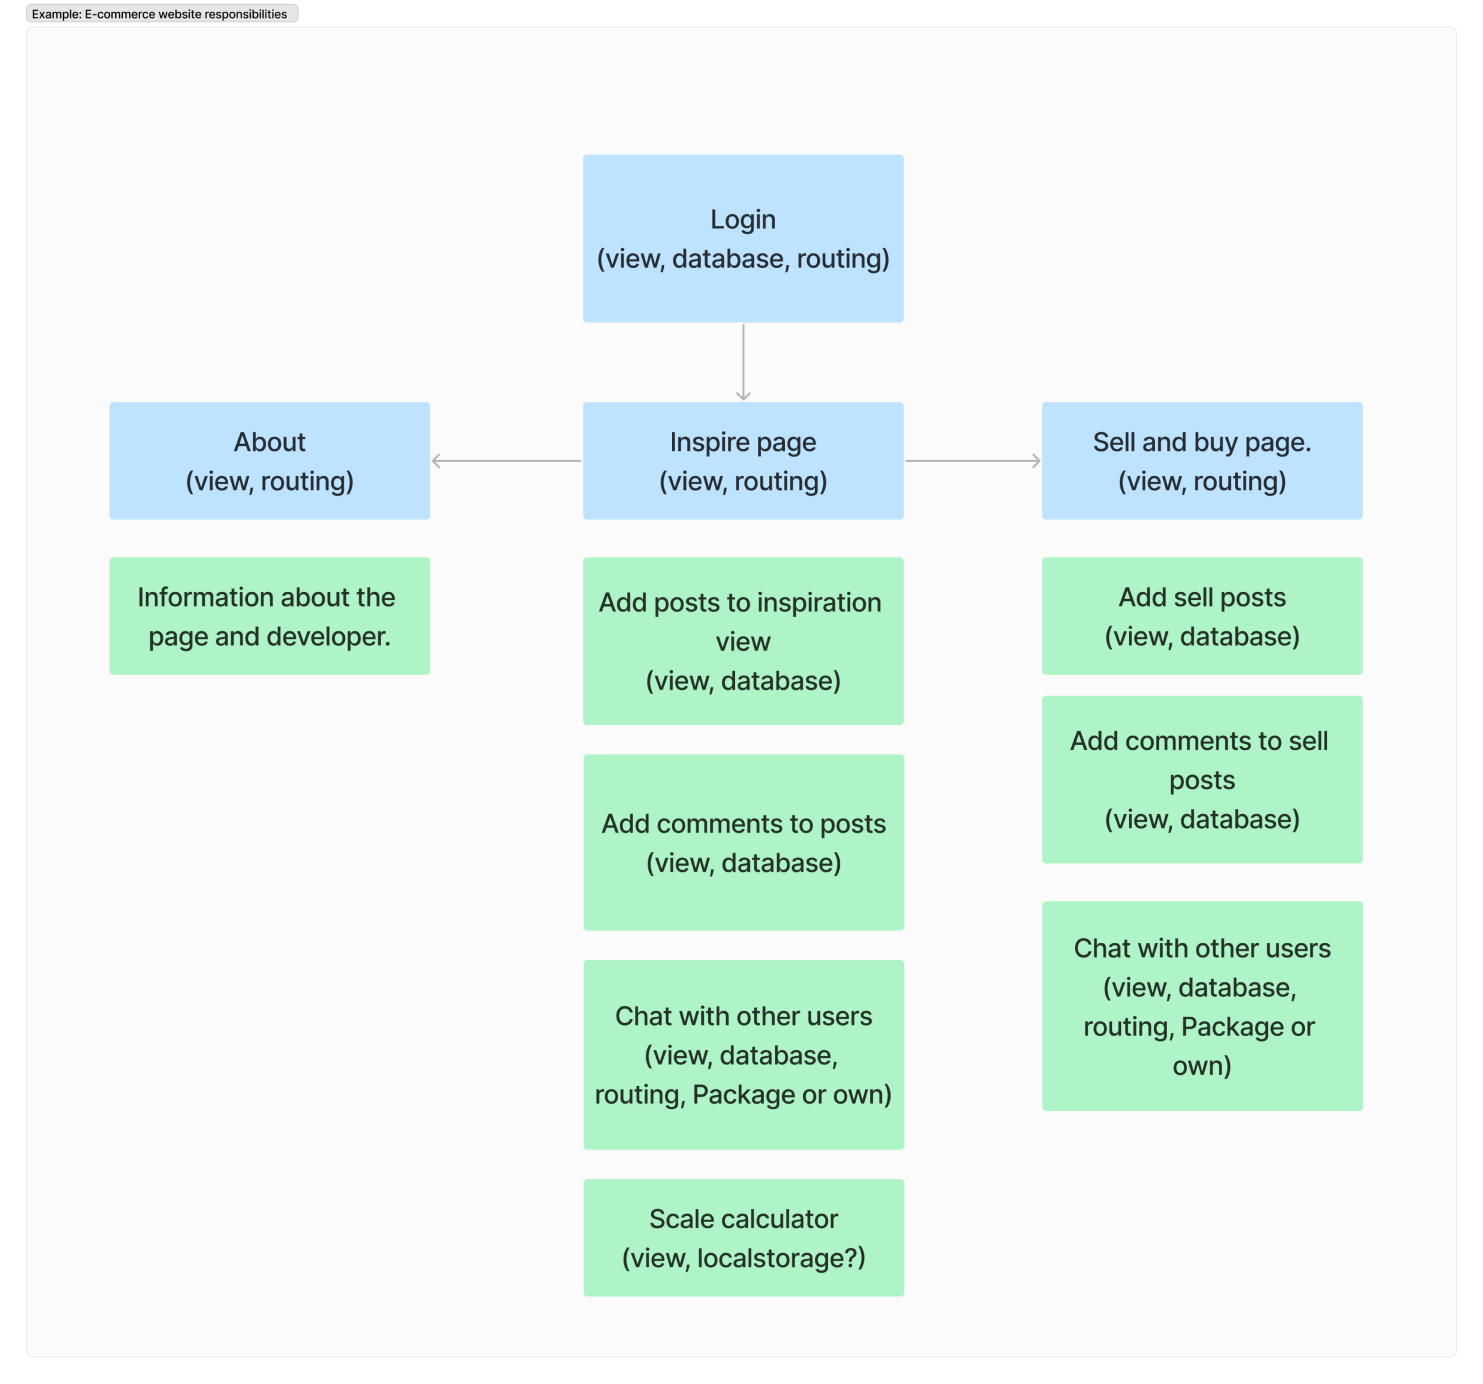 Example: E-commerce website responsibilities
Login
(view, database, routing)
About
(view, routing)
Inspire page
(view, routing)
Sell and buy page.
(view, routing)
Information about the
page and developer.
Add posts to inspiration
view
(view, database)
Add comments to posts
(view, database)
Chat with other users
(view, database,
routing, Package or own)
Scale calculator
(view, localstorage?)
Add sell posts
(view, database)
Add comments to sell
posts
(view, database)
Chat with other users
(view, database,
routing, Package or
own)